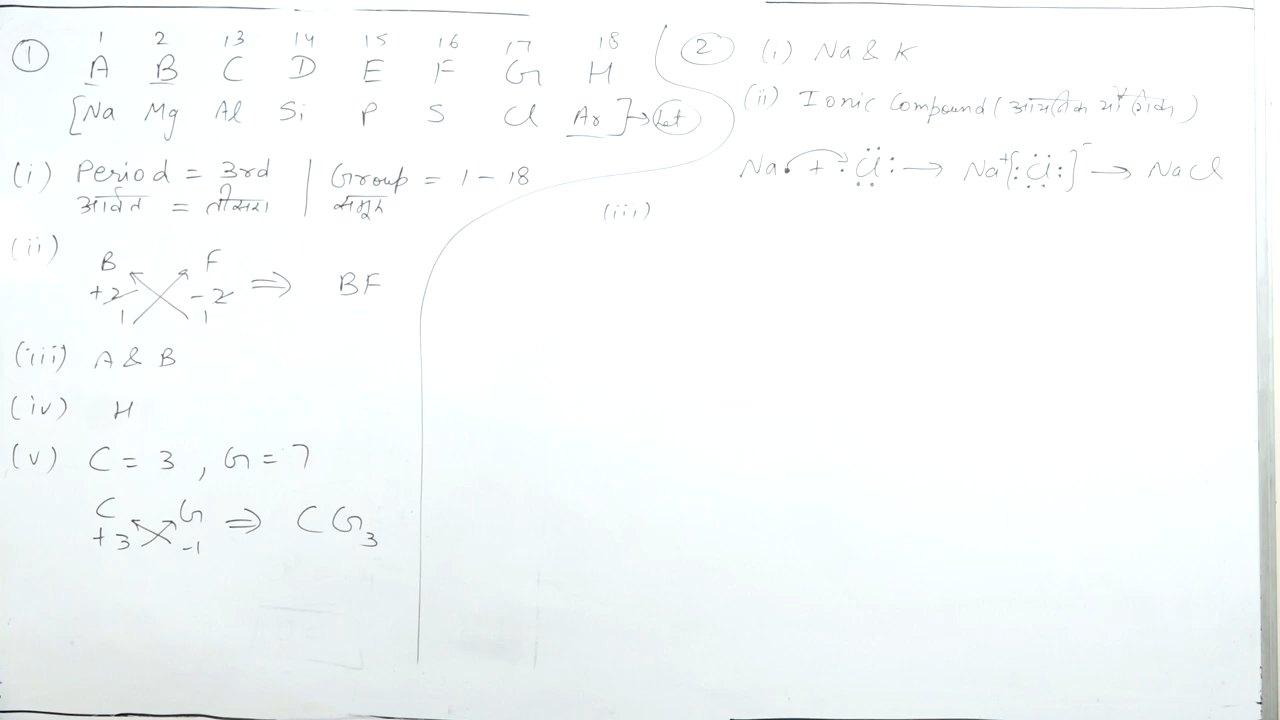 ① 1 2 13 14 15 16 17 18
A B C D E F G H
[Na Mg Al Si P S Cl Ar] → Let
(i) Period = 3rd | Group = 1 - 18
आर्वत = तीसरा | समूह
(ii)
B F
+2 -2 ⇒ BF
1 1
(iii) A & B
(iv) H
(v) C = 3 , G = 7
C G ⇒ CG₃
+3 -1
② (i) Na & K
(ii) Ionic Compound (
Na• + :Cl: → Na⁺[:Cl:]⁻ → NaCl
(iii)